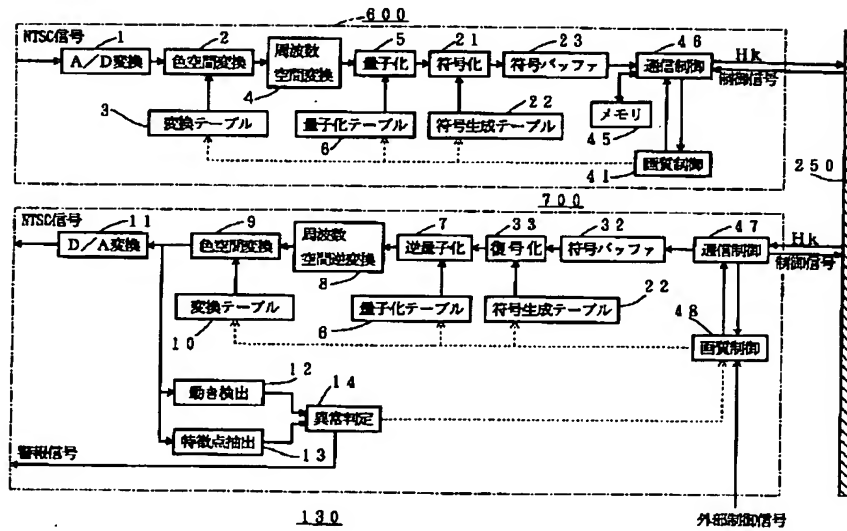 600
NTSC信号
1
2
5
21
23
46
A/D変換
色空間変換
周波数
空間変換
量子化
符号化
符号バッファ
通信制御
Hk
制御信号
3
4
22
変換テーブル
量子化テーブル
6
符号生成テーブル
メモリ
45
画質制御
41
250
700
NTSC信号
11
9
7
33
32
47
D/A変換
色空間変換
周波数
空間逆変換
8
逆量子化
復号化
符号バッファ
通信制御
Hk
制御信号
変換テーブル
10
量子化テーブル
6
符号生成テーブル
22
48
画質制御
12
動き検出
14
異常判定
特徴点抽出
13
警報信号
130
外部制御信号